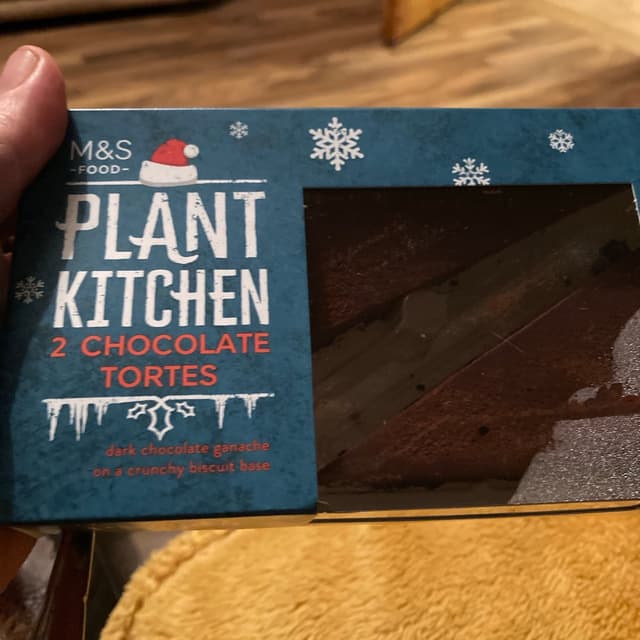 M&S
-FOOD-
PLANT
KITCHEN
2 CHOCOLATE
TORTES
dark chocolate ganache
on a crunchy biscuit base